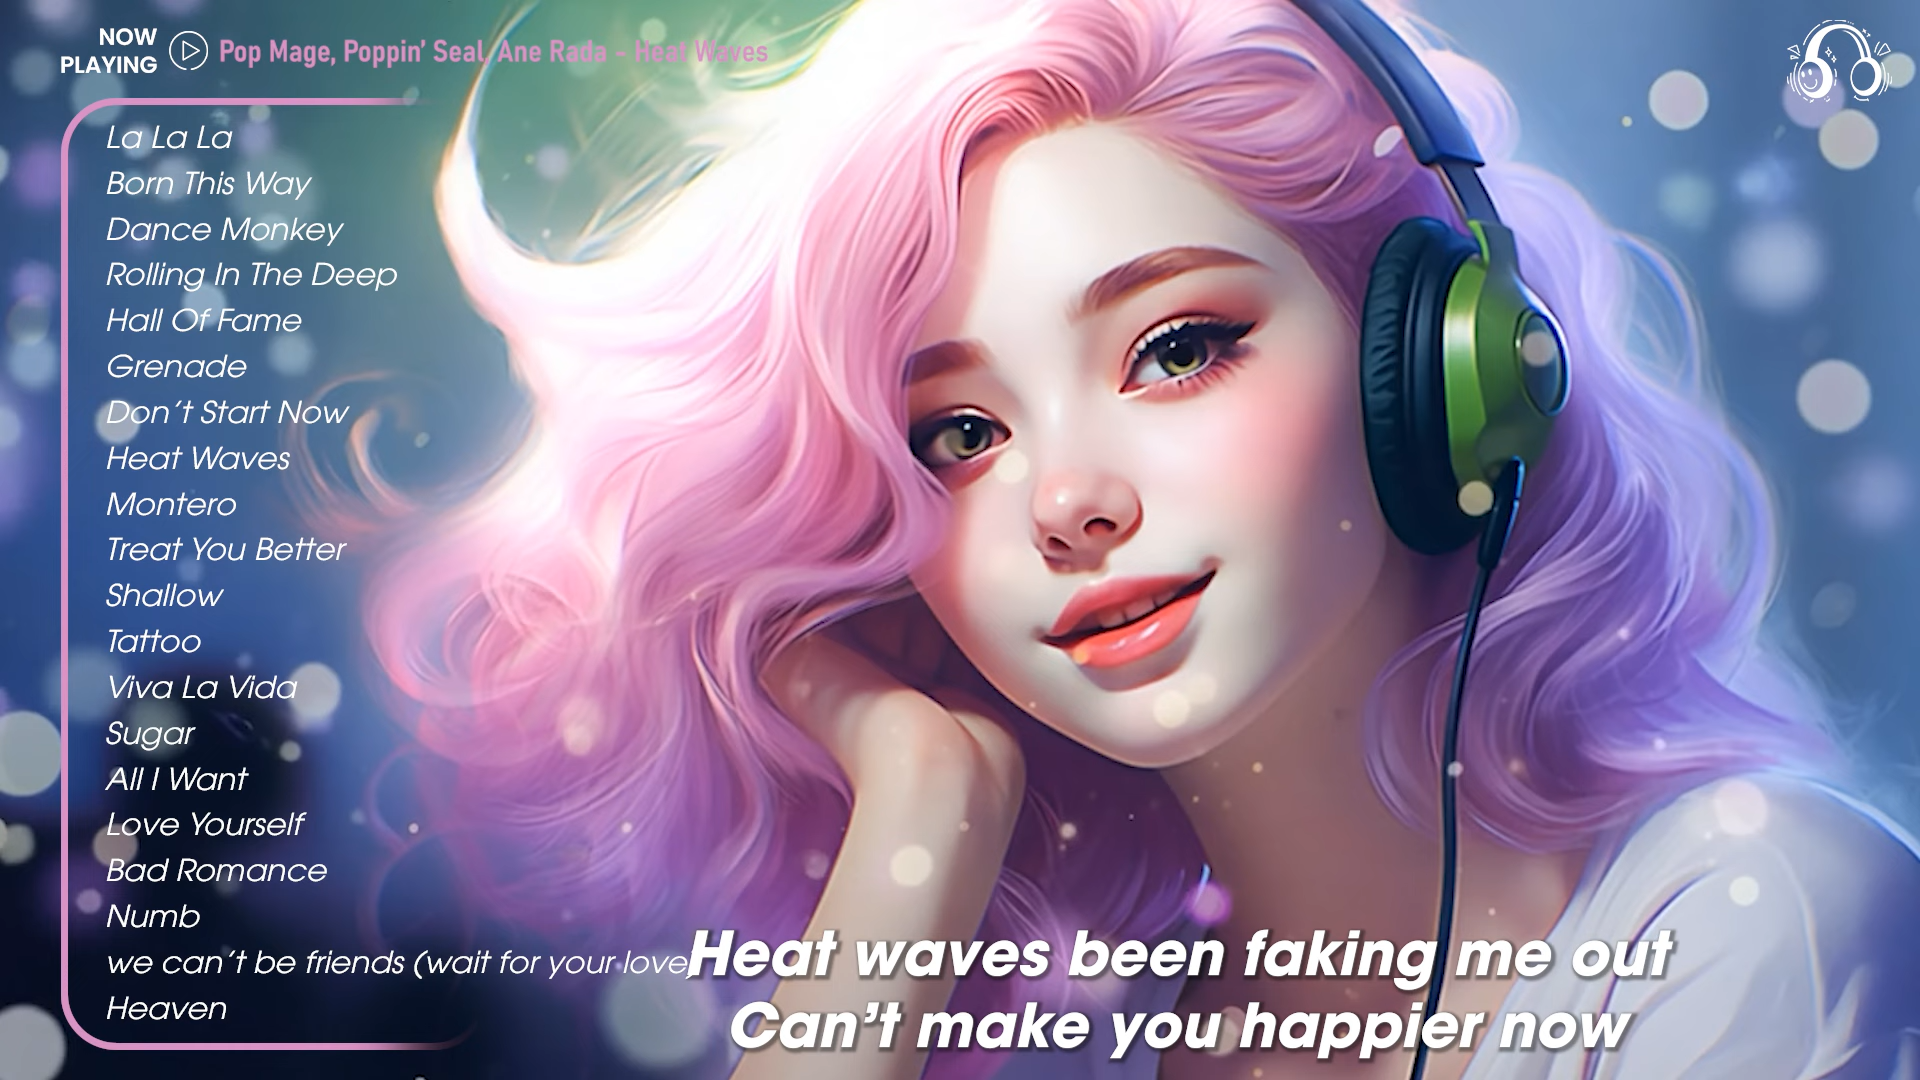 NOW
PLAYING
Pop Mage, Poppin’ Seal, Ane Rada - Heat Waves
La La La
Born This Way
Dance Monkey
Rolling In The Deep
Hall Of Fame
Grenade
Don’t Start Now
Heat Waves
Montero
Treat You Better
Shallow
Tattoo
Viva La Vida
Sugar
All I Want
Love Yourself
Bad Romance
Numb
we can’t be friends (wait for your love)
Heaven
Heat waves been faking me out
Can’t make you happier now